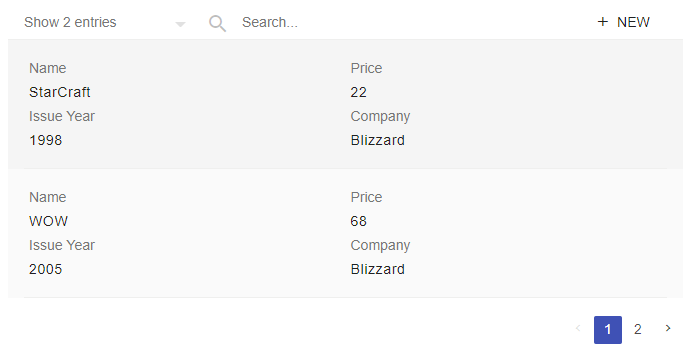 Show 2 entries Search... + NEW
Name Price
StarCraft 22
Issue Year Company
1998 Blizzard
Name Price
WOW 68
Issue Year Company
2005 Blizzard
‹ 1 2 ›